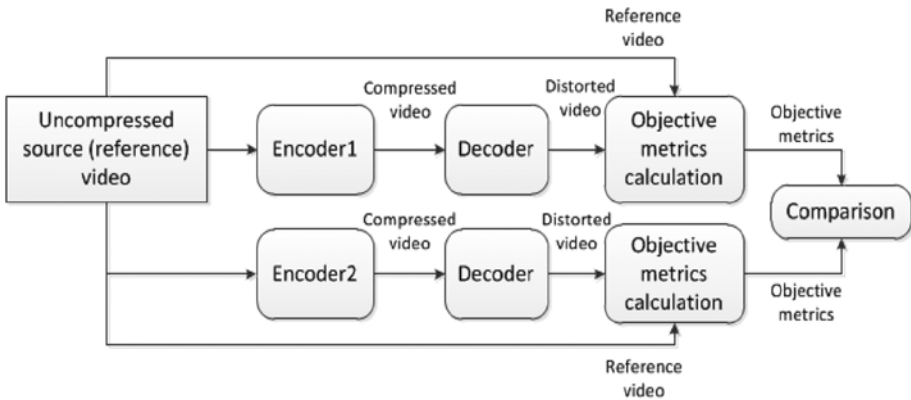 Reference
video
Uncompressed
source (reference)
video
Encoder1
Compressed
video
Decoder
Distorted
video
Objective
metrics
calculation
Objective
metrics
Comparison
Encoder2
Compressed
video
Decoder
Distorted
video
Objective
metrics
calculation
Objective
metrics
Reference
video